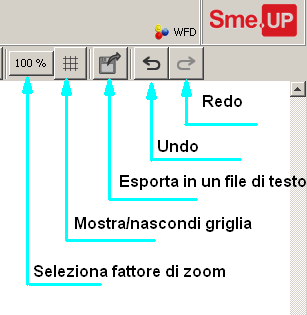 WFD
Sme.UP
100 %
Redo
Undo
Esporta in un file di testo
Mostra/nascondi griglia
Seleziona fattore di zoom